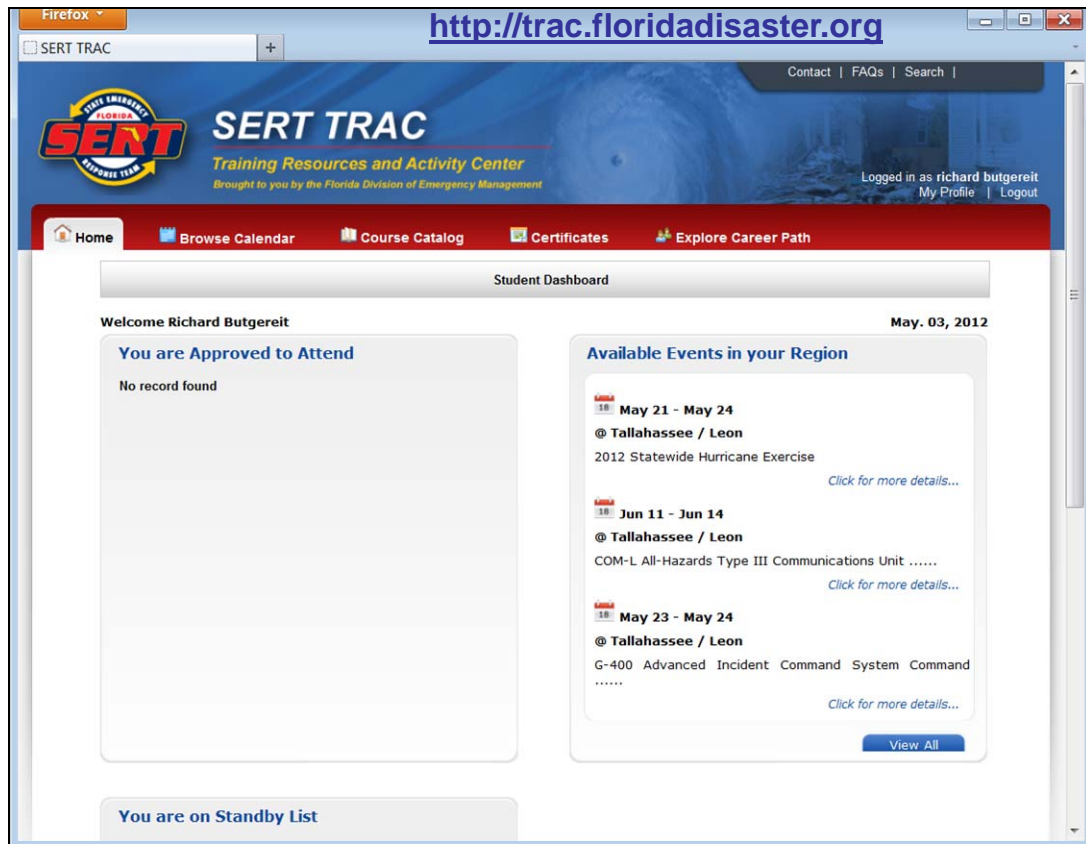 Firefox
http://trac.floridadisaster.org
SERT TRAC
+
Contact | FAQs | Search |
STATE EMERGENCY
FLORIDA
SERT
RESPONSE TEAM
SERT TRAC
Training Resources and Activity Center
Brought to you by the Florida Division of Emergency Management
Logged in as richard butgereit
My Profile | Logout
Home
Browse Calendar
Course Catalog
Certificates
Explore Career Path
Student Dashboard
Welcome Richard Butgereit
May. 03, 2012
You are Approved to Attend
No record found
Available Events in your Region
18 May 21 - May 24
@ Tallahassee / Leon
2012 Statewide Hurricane Exercise
Click for more details...
18 Jun 11 - Jun 14
@ Tallahassee / Leon
COM-L All-Hazards Type III Communications Unit ......
Click for more details...
18 May 23 - May 24
@ Tallahassee / Leon
G-400 Advanced Incident Command System Command
......
Click for more details...
View All
You are on Standby List